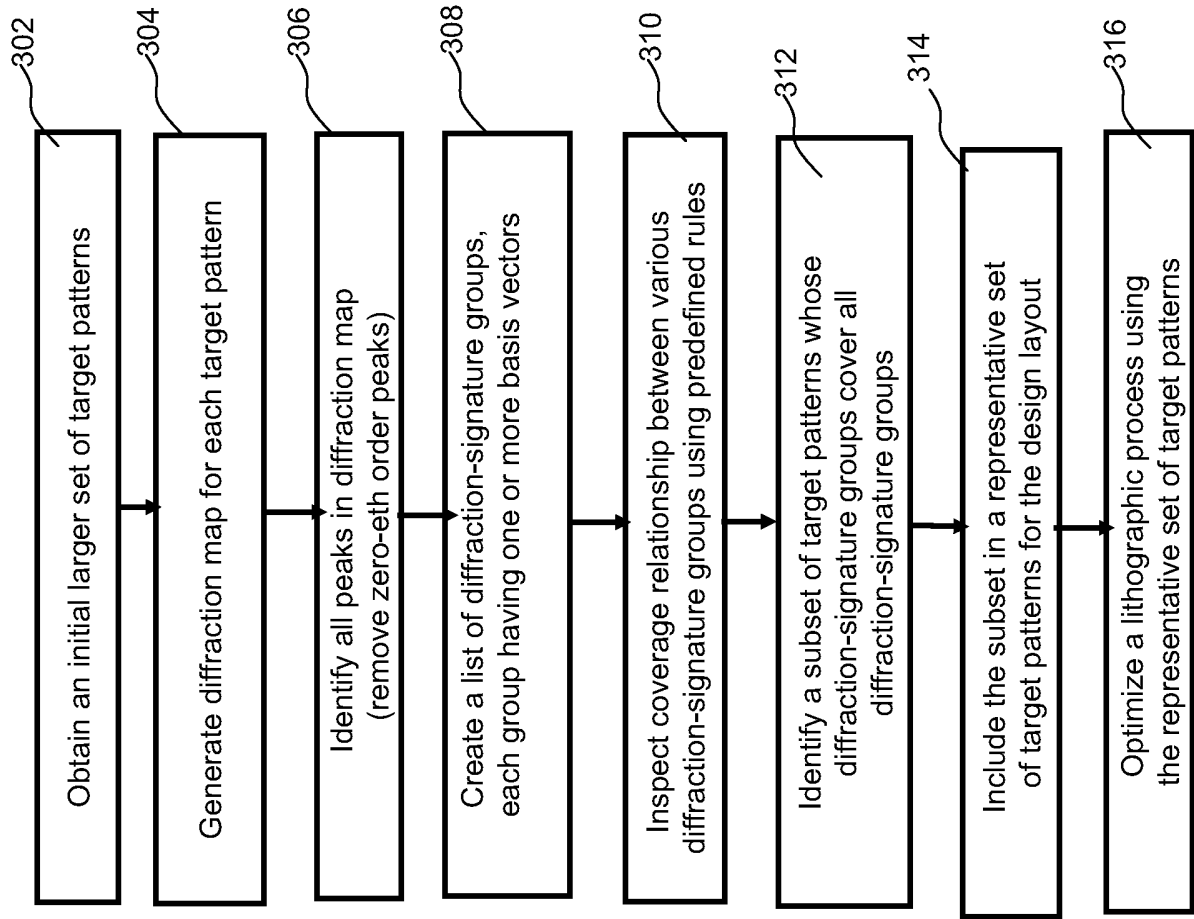 302
Obtain an initial larger set of target patterns
304
Generate diffraction map for each target pattern
306
Identify all peaks in diffraction map
(remove zero-eth order peaks)
308
Create a list of diffraction-signature groups,
each group having one or more basis vectors
310
Inspect coverage relationship between various
diffraction-signature groups using predefined rules
312
Identify a subset of target patterns whose
diffraction-signature groups cover all
diffraction-signature groups
314
Include the subset in a representative set
of target patterns for the design layout
316
Optimize a lithographic process using
the representative set of target patterns